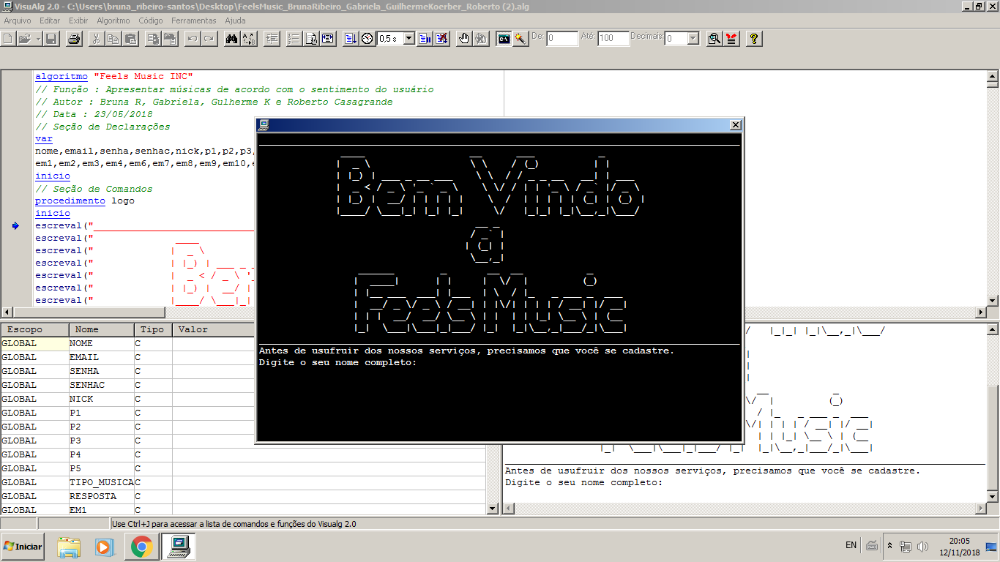 VisuAlg 2.0 - C:\Users\bruna_ribeiro-santos\Desktop\FeelsMusic_BrunaRibeiro_Gabriela_GuilhermeKoerber_Roberto (2).alg
Arquivo Editar Exibir Algoritmo Código Ferramentas Ajuda
0,5 s De: 0 Até: 100 Decimais: 0
algoritmo "Feels Music INC"
// Função : Apresentar músicas de acordo com o sentimento do usuário
// Autor : Bruna R, Gabriela, Gulherme K e Roberto Casagrande
// Data : 23/05/2018
// Seção de Declarações
var
nome,email,senha,senhac,nick,p1,p2,p3,
em1,em2,em3,em4,em6,em7,em8,em9,em10,
inicio
// Seção de Comandos
procedimento logo
inicio
escreval("
escreval("
escreval("
escreval("
escreval("
escreval("
escreval("
Bem Vindo
a
FeelsMusic
Antes de usufruir dos nossos serviços, precisamos que você se cadastre.
Digite o seu nome completo:
Escopo Nome Tipo Valor
GLOBAL NOME C
GLOBAL EMAIL C
GLOBAL SENHA C
GLOBAL SENHAC C
GLOBAL NICK C
GLOBAL P1 C
GLOBAL P2 C
GLOBAL P3 C
GLOBAL P4 C
GLOBAL P5 C
GLOBAL TIPO_MUSICA C
GLOBAL RESPOSTA C
GLOBAL EM1 C
Antes de usufruir dos nossos serviços, precisamos que você se cadastre.
Digite o seu nome completo:
Use Ctrl+J para acessar a lista de comandos e funções do Visualg 2.0
Iniciar
EN
20:05
12/11/2018